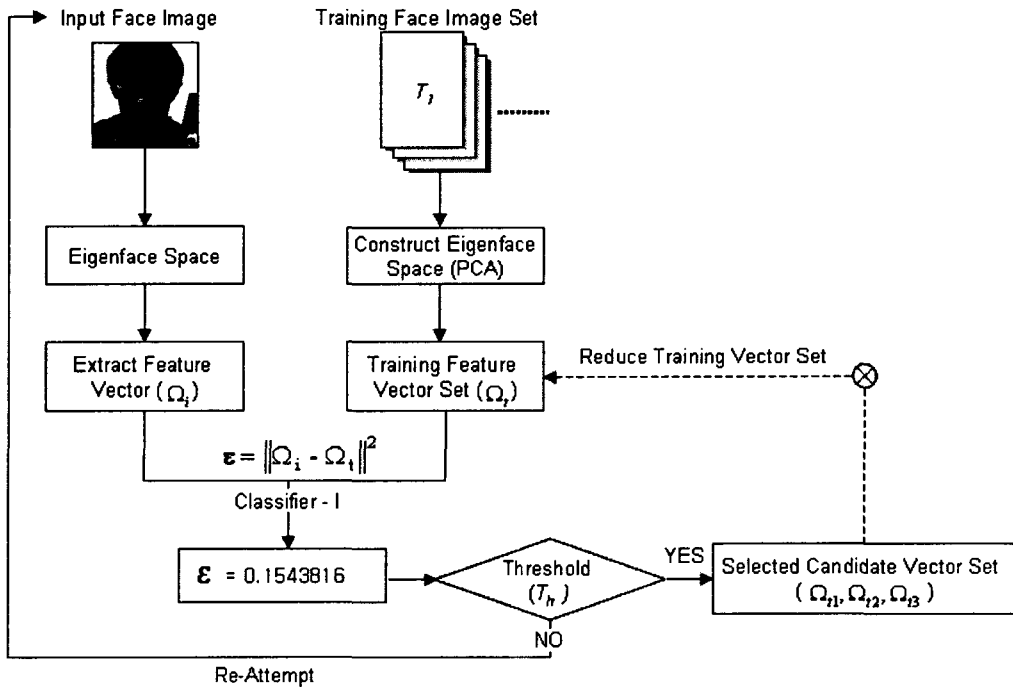 Input Face Image
Training Face Image Set
T₁
Eigenface Space
Construct Eigenface
Space (PCA)
Extract Feature
Vector (Ωᵢ)
Training Feature
Vector Set (Ωₜ)
Reduce Training Vector Set
ε = ‖Ωᵢ - Ωₜ‖²
Classifier - I
ε = 0.1543816
Threshold
(Tₕ)
YES
Selected Candidate Vector Set
(Ωₜ₁, Ωₜ₂, Ωₜ₃)
NO
Re-Attempt